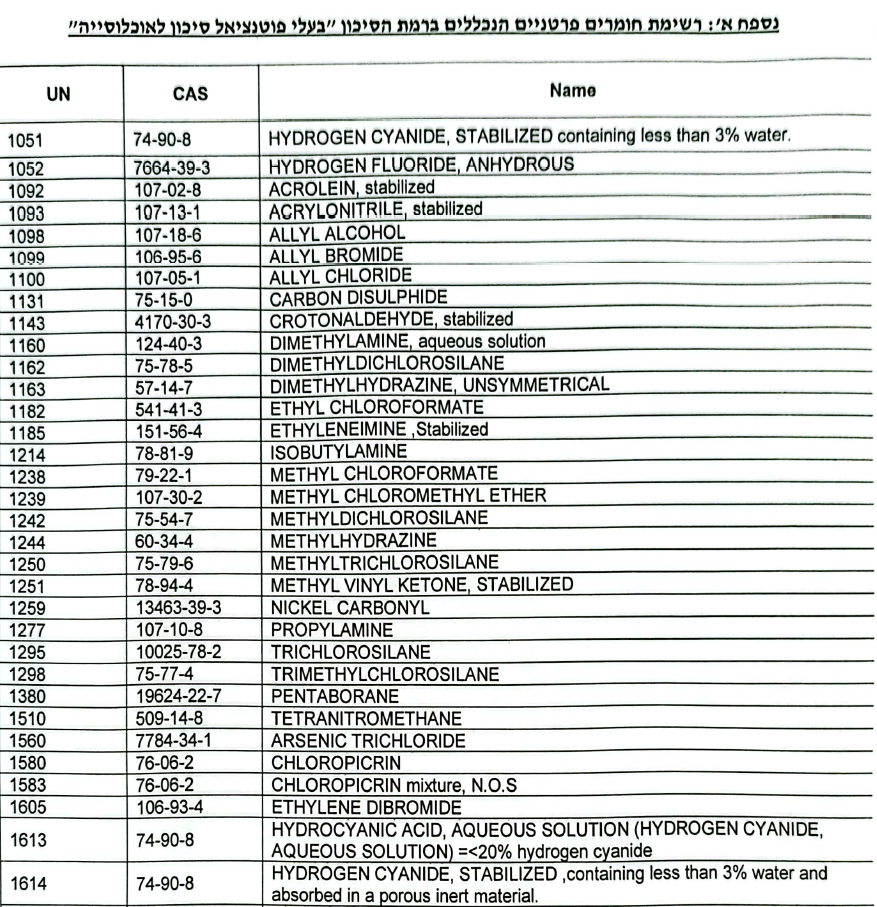 נספח א': רשימת חומרים פרטניים הנכללים ברמת הסיכון "בעלי פוטנציאל סיכון לאוכלוסייה"
UN CAS Name
1051 74-90-8 HYDROGEN CYANIDE, STABILIZED containing less than 3% water.
1052 7664-39-3 HYDROGEN FLUORIDE, ANHYDROUS
1092 107-02-8 ACROLEIN, stabilized
1093 107-13-1 ACRYLONITRILE, stabilized
1098 107-18-6 ALLYL ALCOHOL
1099 106-95-6 ALLYL BROMIDE
1100 107-05-1 ALLYL CHLORIDE
1131 75-15-0 CARBON DISULPHIDE
1143 4170-30-3 CROTONALDEHYDE, stabilized
1160 124-40-3 DIMETHYLAMINE, aqueous solution
1162 75-78-5 DIMETHYLDICHLOROSILANE
1163 57-14-7 DIMETHYLHYDRAZINE, UNSYMMETRICAL
1182 541-41-3 ETHYL CHLOROFORMATE
1185 151-56-4 ETHYLENEIMINE ,Stabilized
1214 78-81-9 ISOBUTYLAMINE
1238 79-22-1 METHYL CHLOROFORMATE
1239 107-30-2 METHYL CHLOROMETHYL ETHER
1242 75-54-7 METHYLDICHLOROSILANE
1244 60-34-4 METHYLHYDRAZINE
1250 75-79-6 METHYLTRICHLOROSILANE
1251 78-94-4 METHYL VINYL KETONE, STABILIZED
1259 13463-39-3 NICKEL CARBONYL
1277 107-10-8 PROPYLAMINE
1295 10025-78-2 TRICHLOROSILANE
1298 75-77-4 TRIMETHYLCHLOROSILANE
1380 19624-22-7 PENTABORANE
1510 509-14-8 TETRANITROMETHANE
1560 7784-34-1 ARSENIC TRICHLORIDE
1580 76-06-2 CHLOROPICRIN
1583 76-06-2 CHLOROPICRIN mixture, N.O.S
1605 106-93-4 ETHYLENE DIBROMIDE
1613 74-90-8 HYDROCYANIC ACID, AQUEOUS SOLUTION (HYDROGEN CYANIDE,
AQUEOUS SOLUTION) =<20% hydrogen cyanide
1614 74-90-8 HYDROGEN CYANIDE, STABILIZED ,containing less than 3% water and
absorbed in a porous inert material.